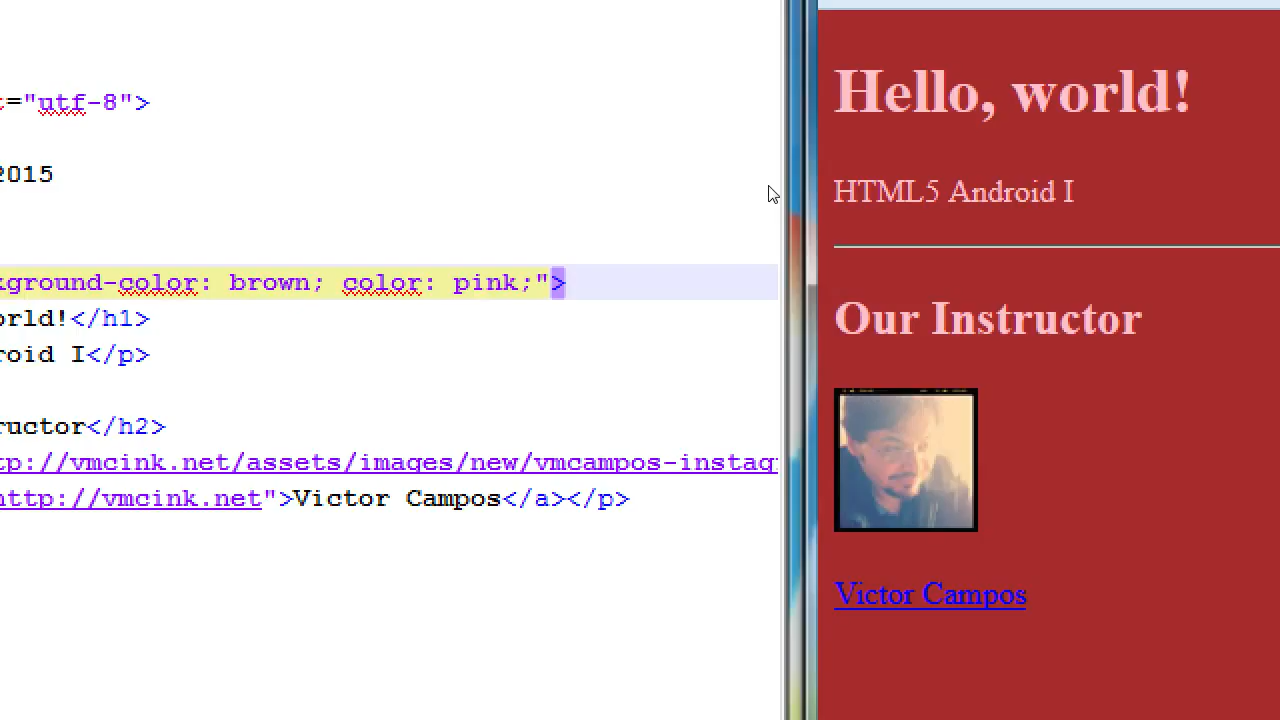 ="utf-8">
2015
kground-color: brown; color: pink;">
orld!</h1>
roid I</p>
ructor</h2>
tp://vmcink.net/assets/images/new/vmcampos-instag
http://vmcink.net">Victor Campos</a></p>
Hello, world!
HTML5 Android I
Our Instructor
Victor Campos